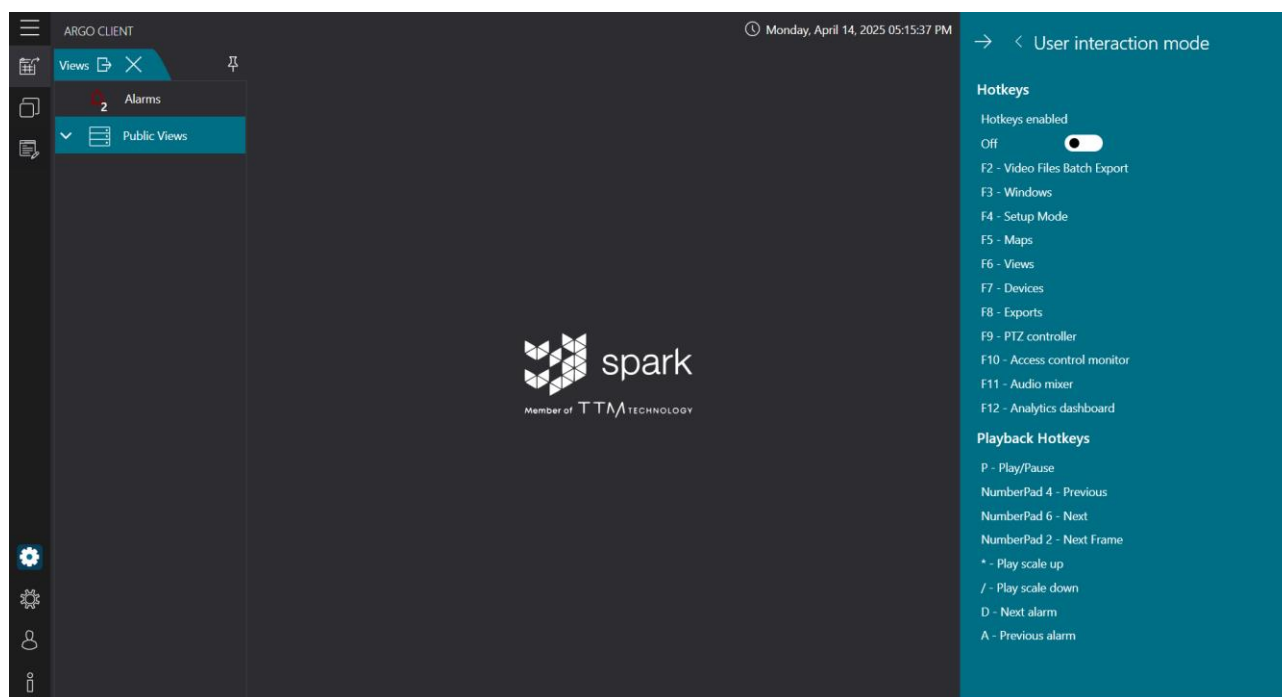 ARGO CLIENT
Monday, April 14, 2025 05:15:37 PM
Views
2 Alarms
Public Views
spark
Member of TTM TECHNOLOGY
User interaction mode
Hotkeys
Hotkeys enabled
Off
F2 - Video Files Batch Export
F3 - Windows
F4 - Setup Mode
F5 - Maps
F6 - Views
F7 - Devices
F8 - Exports
F9 - PTZ controller
F10 - Access control monitor
F11 - Audio mixer
F12 - Analytics dashboard
Playback Hotkeys
P - Play/Pause
NumberPad 4 - Previous
NumberPad 6 - Next
NumberPad 2 - Next Frame
* - Play scale up
/ - Play scale down
D - Next alarm
A - Previous alarm